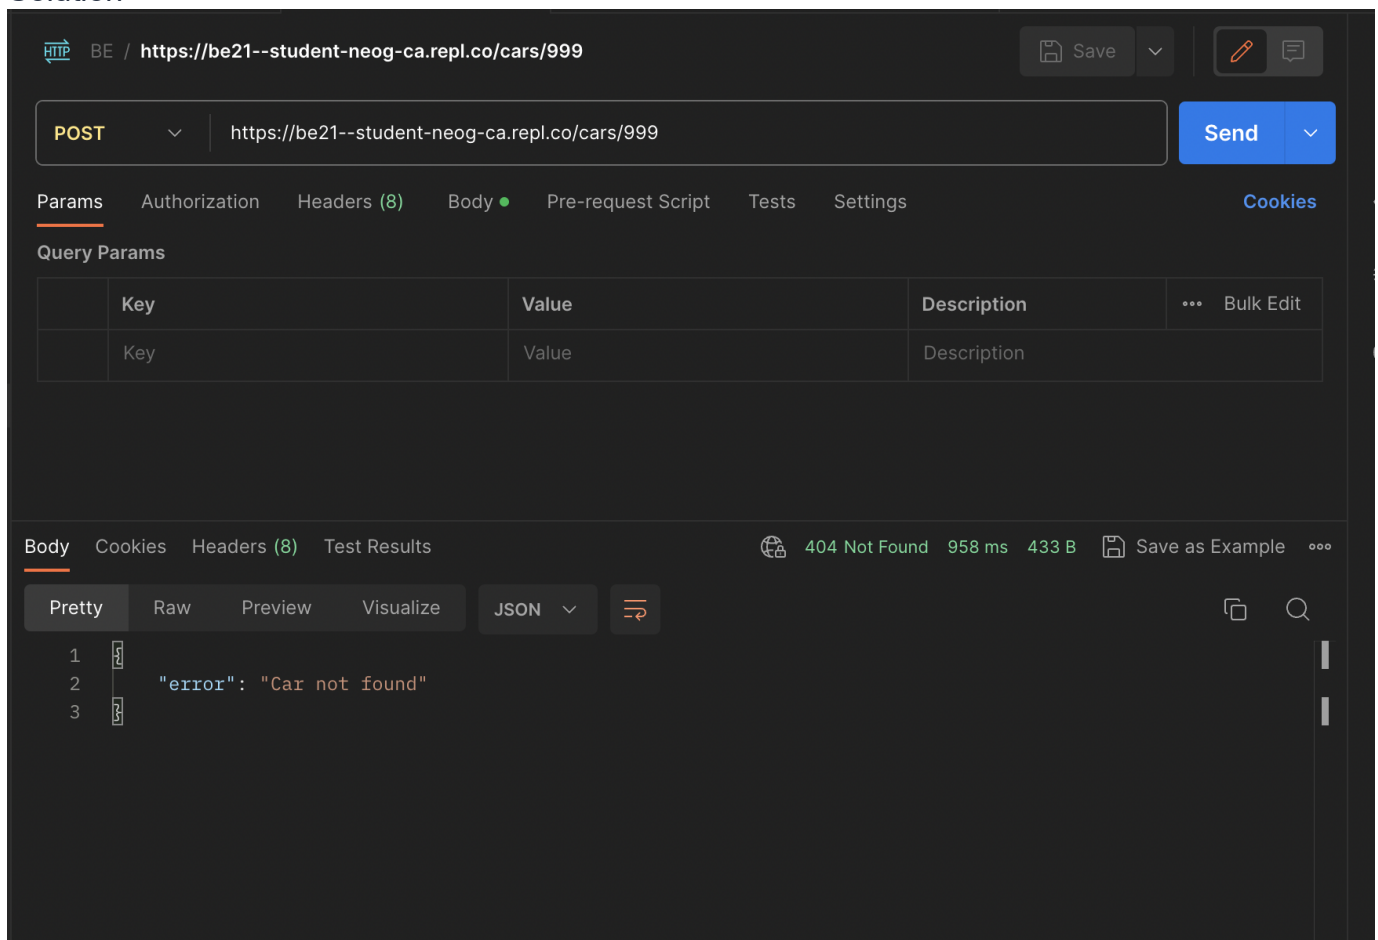 Solution
HTTP BE / https://be21--student-neog-ca.repl.co/cars/999 Save
POST https://be21--student-neog-ca.repl.co/cars/999 Send
Params Authorization Headers (8) Body Pre-request Script Tests Settings Cookies
Query Params
Key Value Description ••• Bulk Edit
Key Value Description
Body Cookies Headers (8) Test Results 404 Not Found 958 ms 433 B Save as Example
Pretty Raw Preview Visualize JSON
1 {
2 "error": "Car not found"
3 }